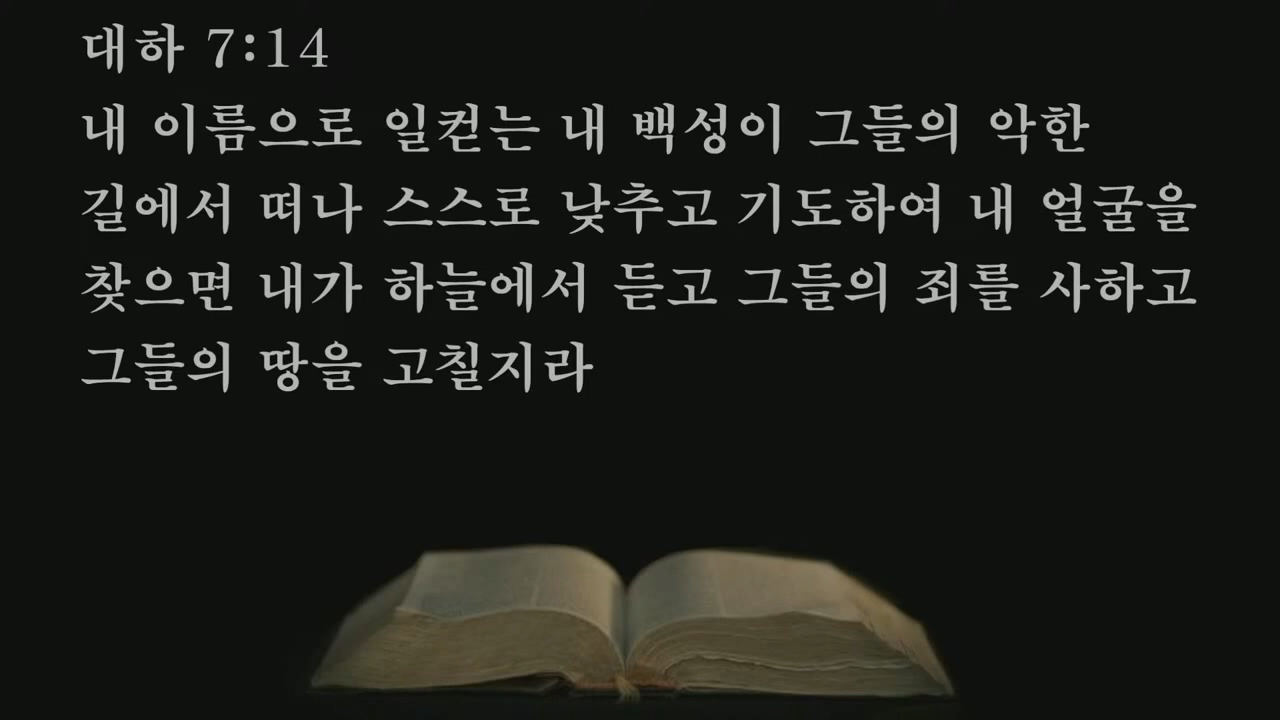 대하 7:14
내 이름으로 일컫는 내 백성이 그들의 악한
길에서 떠나 스스로 낮추고 기도하여 내 얼굴을
찾으면 내가 하늘에서 듣고 그들의 죄를 사하고
그들의 땅을 고칠지라